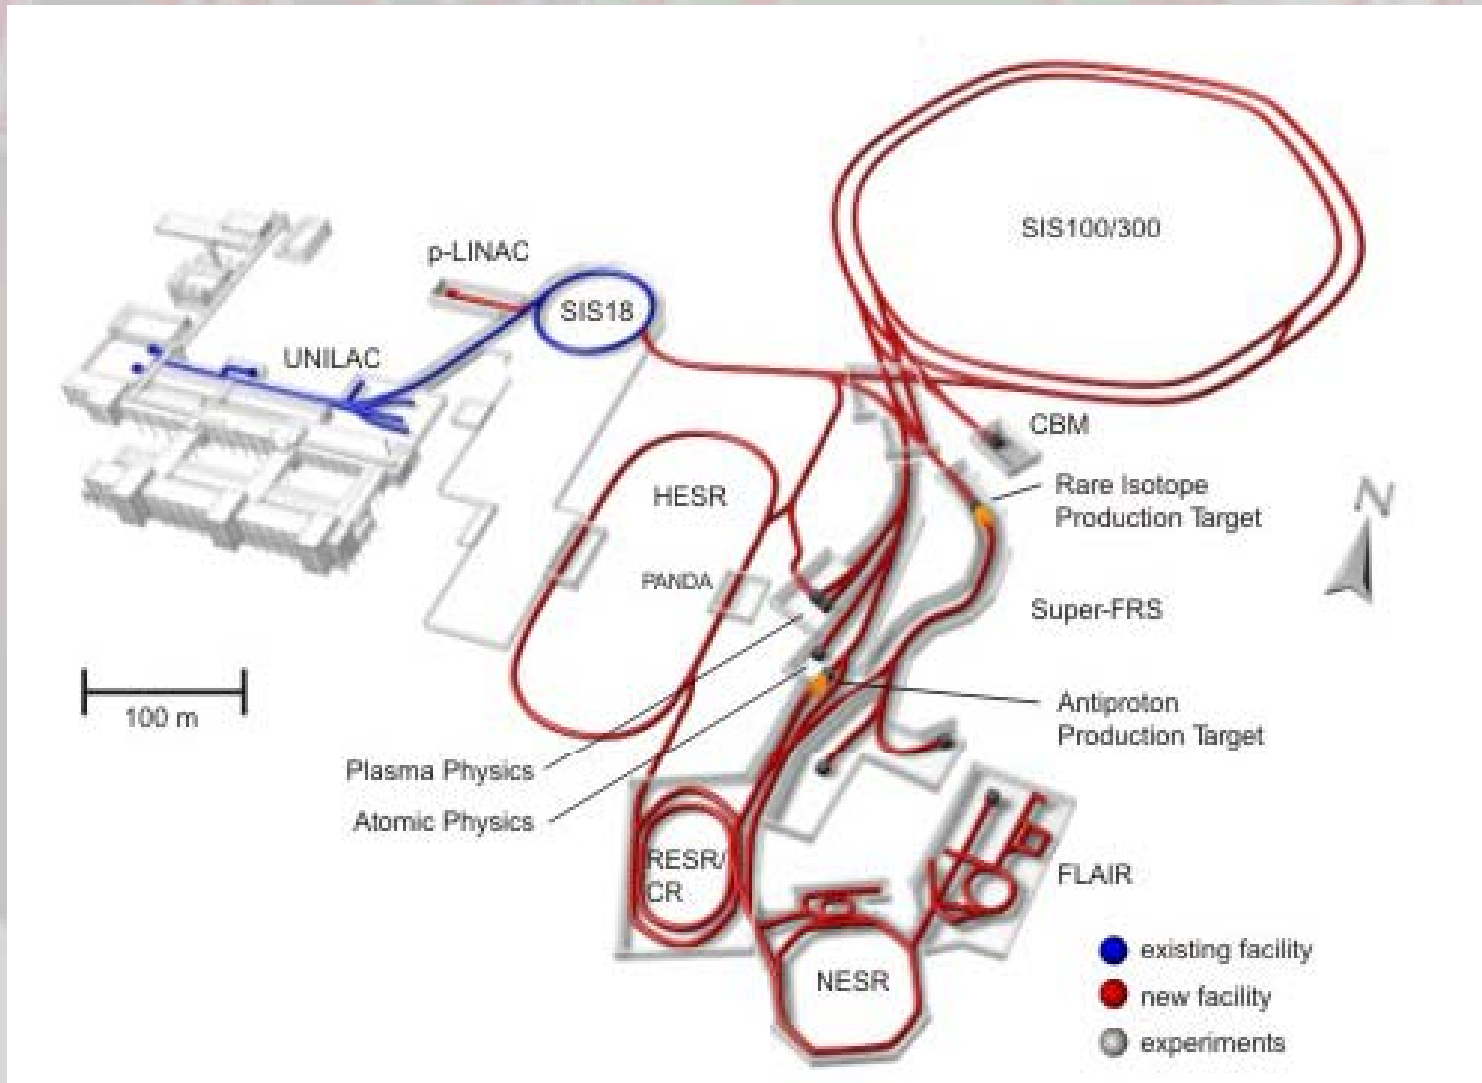 SIS100/300
p-LINAC
SIS18
UNILAC
CBM
HESR
Rare Isotope
Production Target
N
PANDA
Super-FRS
100 m
Antiproton
Production Target
Plasma Physics
Atomic Physics
RESR/
CR
FLAIR
NESR
existing facility
new facility
experiments